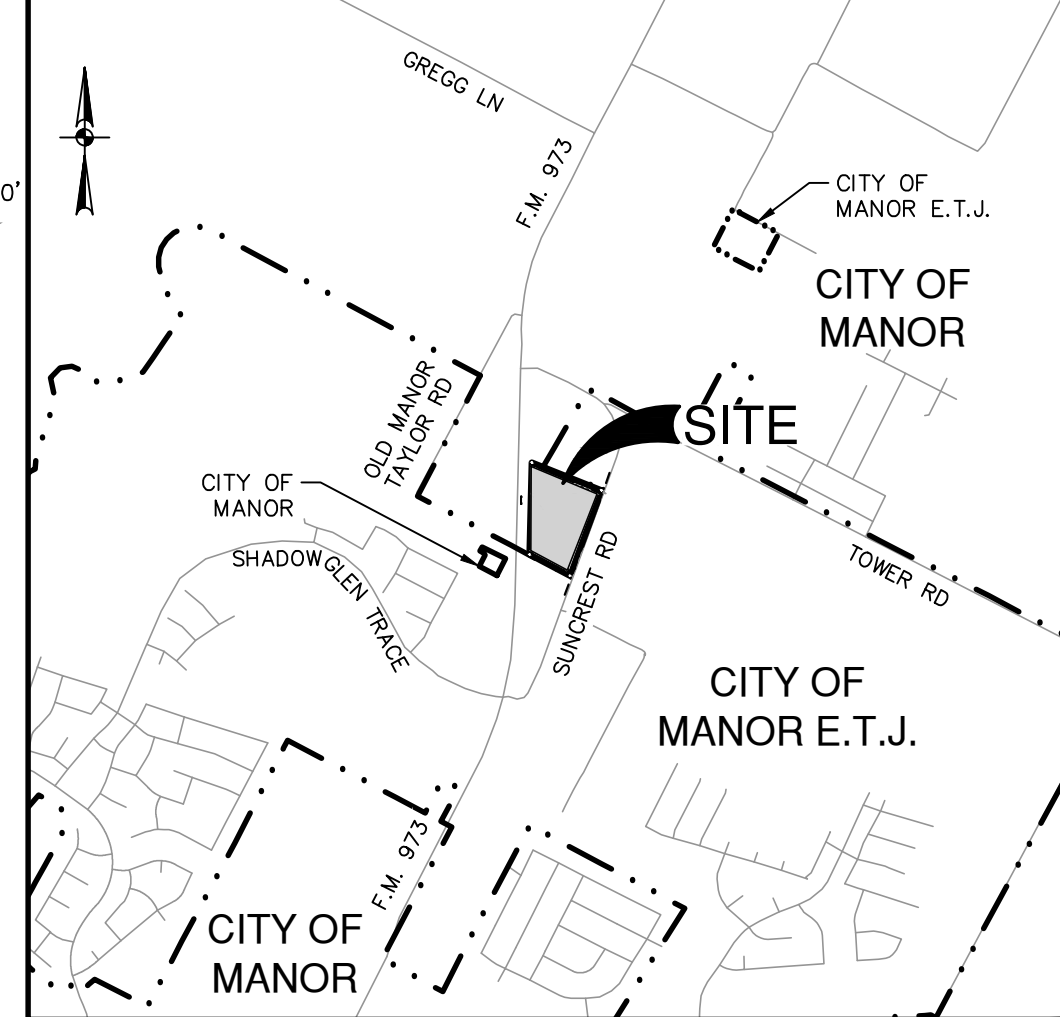 GREGG LN
F.M. 973
0'
CITY OF
MANOR E.T.J.
CITY OF
MANOR
OLD MANOR
TAYLOR RD
SITE
CITY OF
MANOR
SHADOWGLEN TRACE
SUNCREST RD
TOWER RD
CITY OF
MANOR E.T.J.
F.M. 973
CITY OF
MANOR